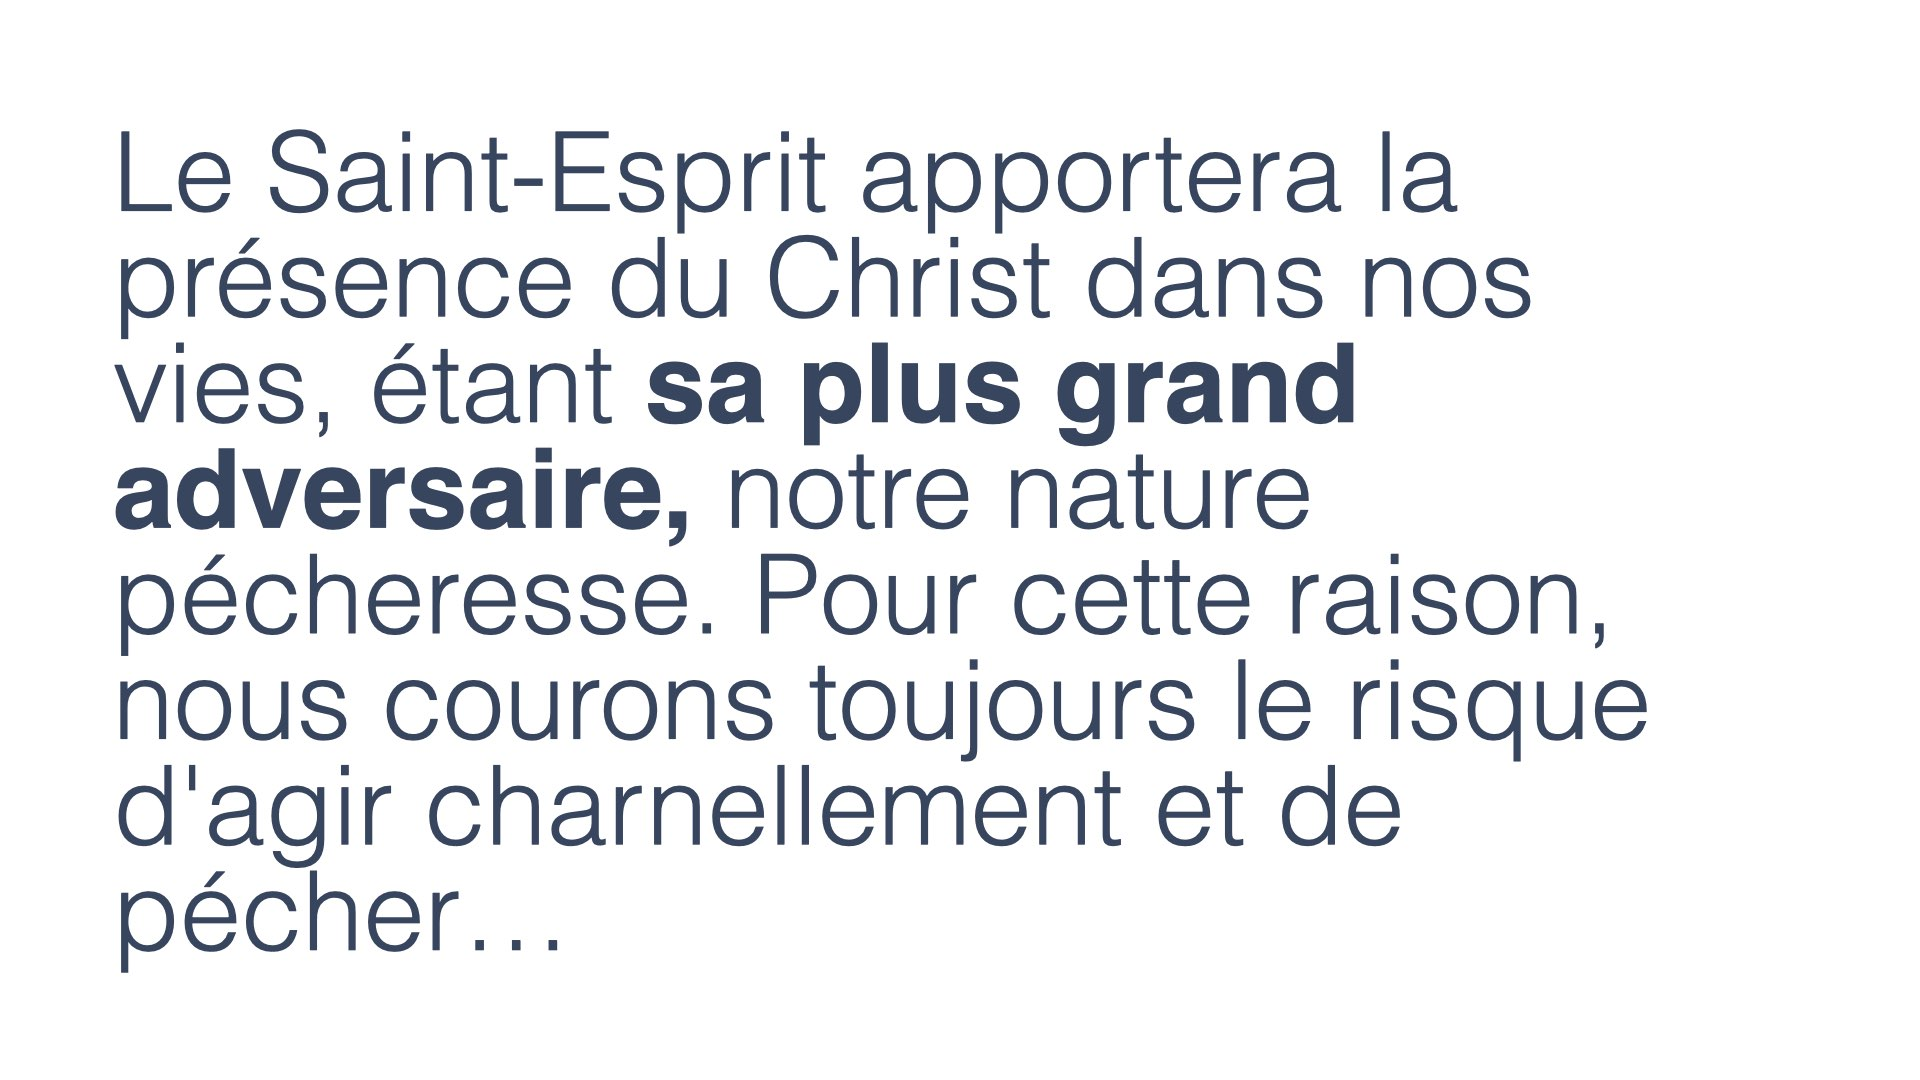 Le Saint-Esprit apportera la
présence du Christ dans nos
vies, étant sa plus grand
adversaire, notre nature
pécheresse. Pour cette raison,
nous courons toujours le risque
d'agir charnellement et de
pécher…